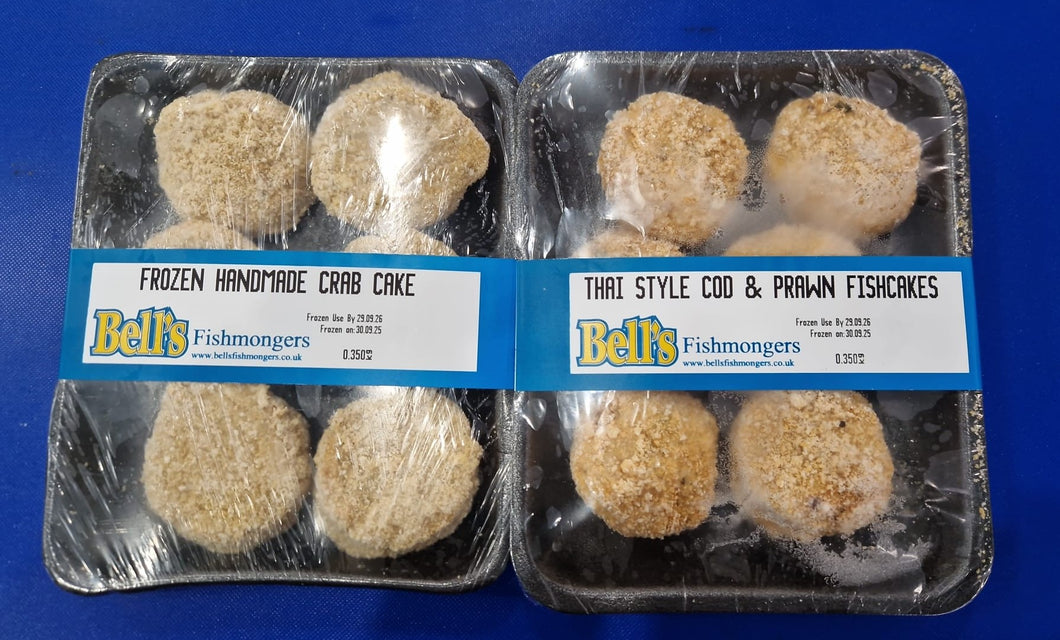 FROZEN HANDMADE CRAB CAKE
Bell's Fishmongers
www.bellsfishmongers.co.uk
Frozen Use By 29.09.26
Frozen on:30.09.25
0.350
THAI STYLE COD & PRAWN FISHCAKES
Bell's Fishmongers
www.bellsfishmongers.co.uk
Frozen Use By 29.09.26
Frozen on:30.09.25
0.350